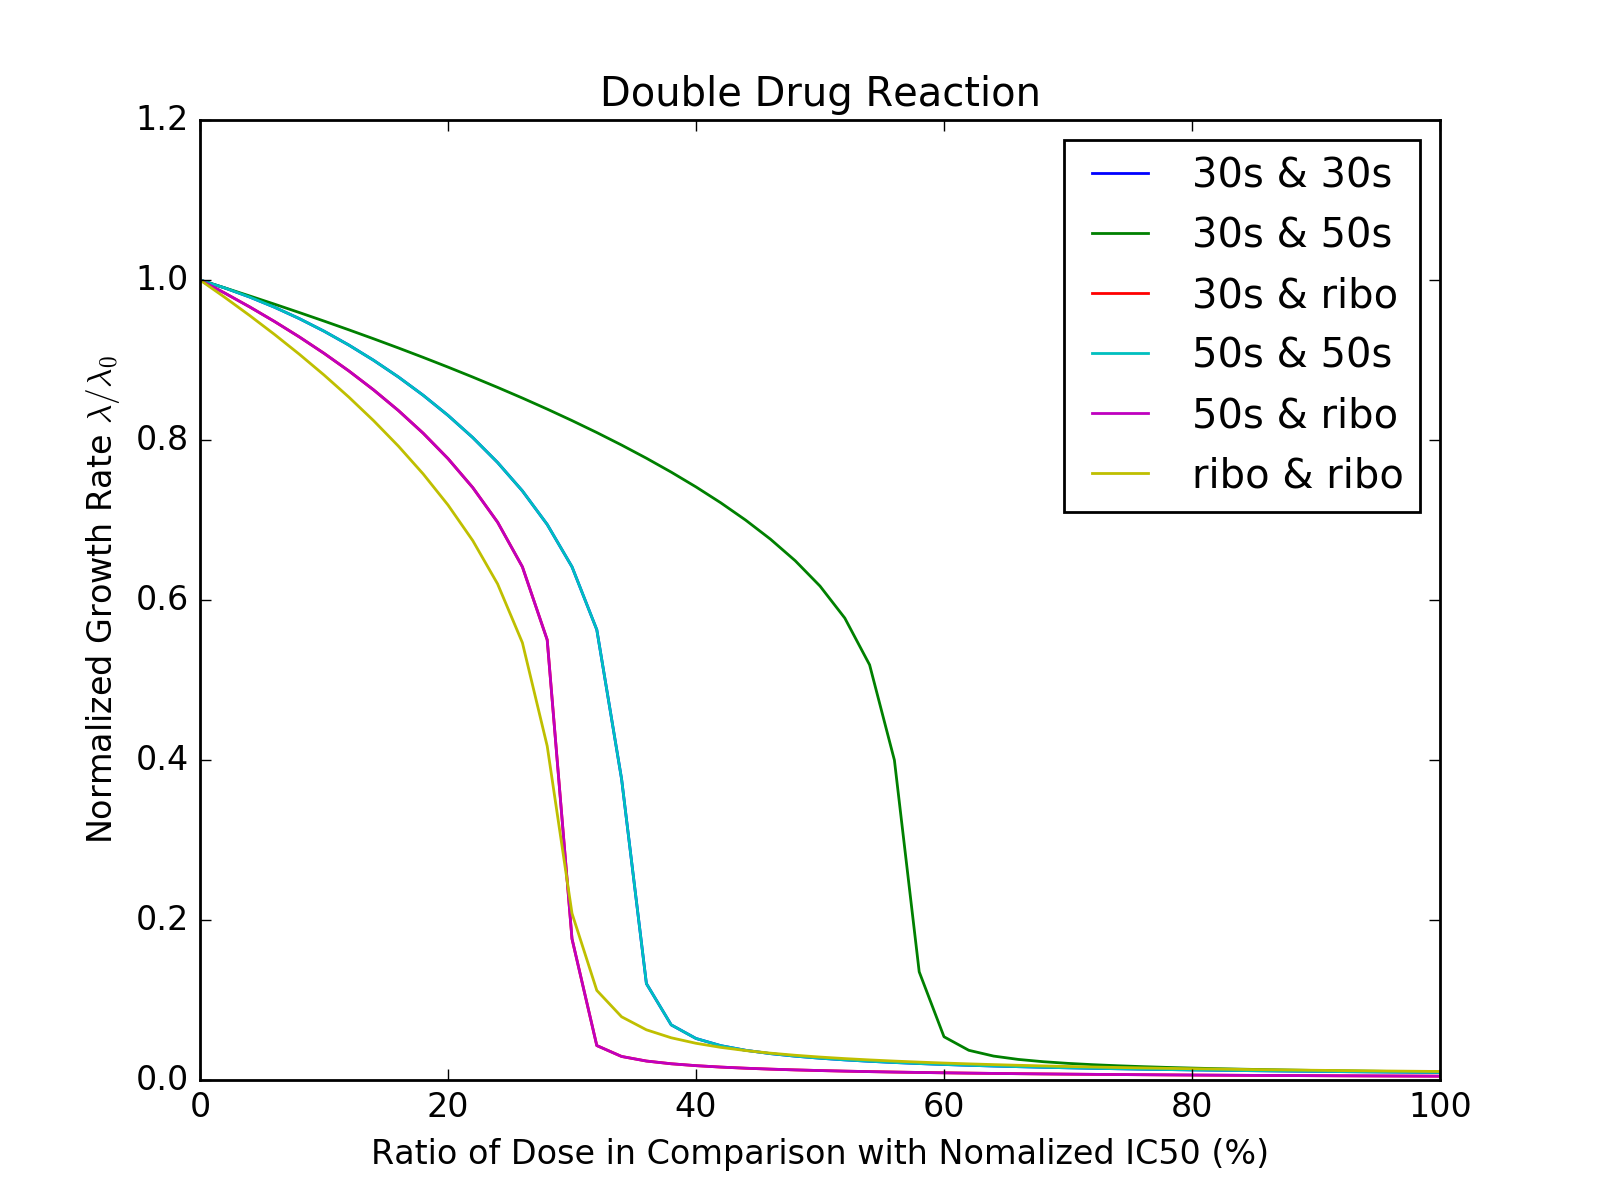 Double Drug Reaction
1.2
1.0
0.8
0.6
0.4
0.2
0.0
Normalized Growth Rate λ/λ₀
30s & 30s
30s & 50s
30s & ribo
50s & 50s
50s & ribo
ribo & ribo
0 20 40 60 80 100
Ratio of Dose in Comparison with Nomalized IC50 (%)